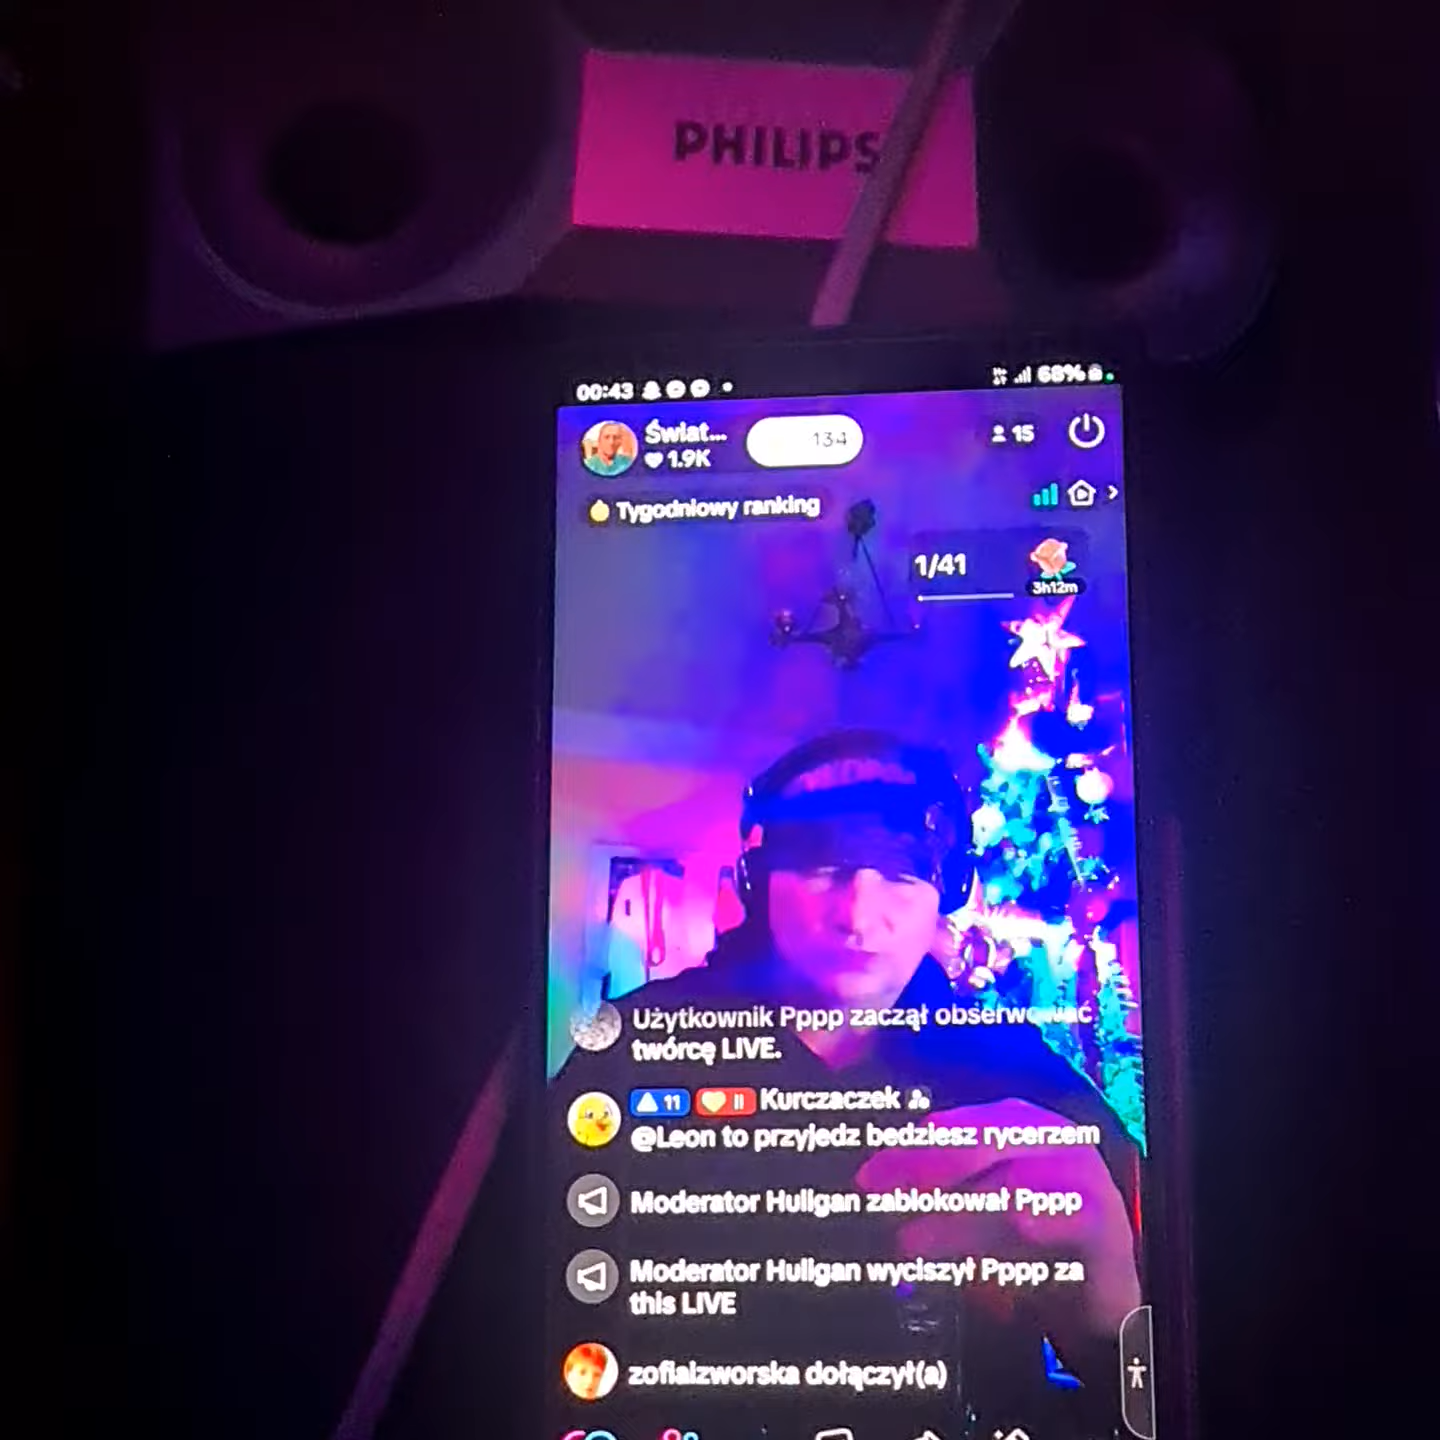 PHILIPS
00:43
68%
Świat...
1.9K
134
15
Tygodniowy ranking
1/41
3h12m
Użytkownik Pppp zaczął obserwować
twórcę LIVE.
11 II Kurczaczek
@Leon to przyjedz bedziesz rycerzem
Moderator Huligan zablokował Pppp
Moderator Huligan wyciszył Pppp za
this LIVE
zofiaizworska dołączył(a)